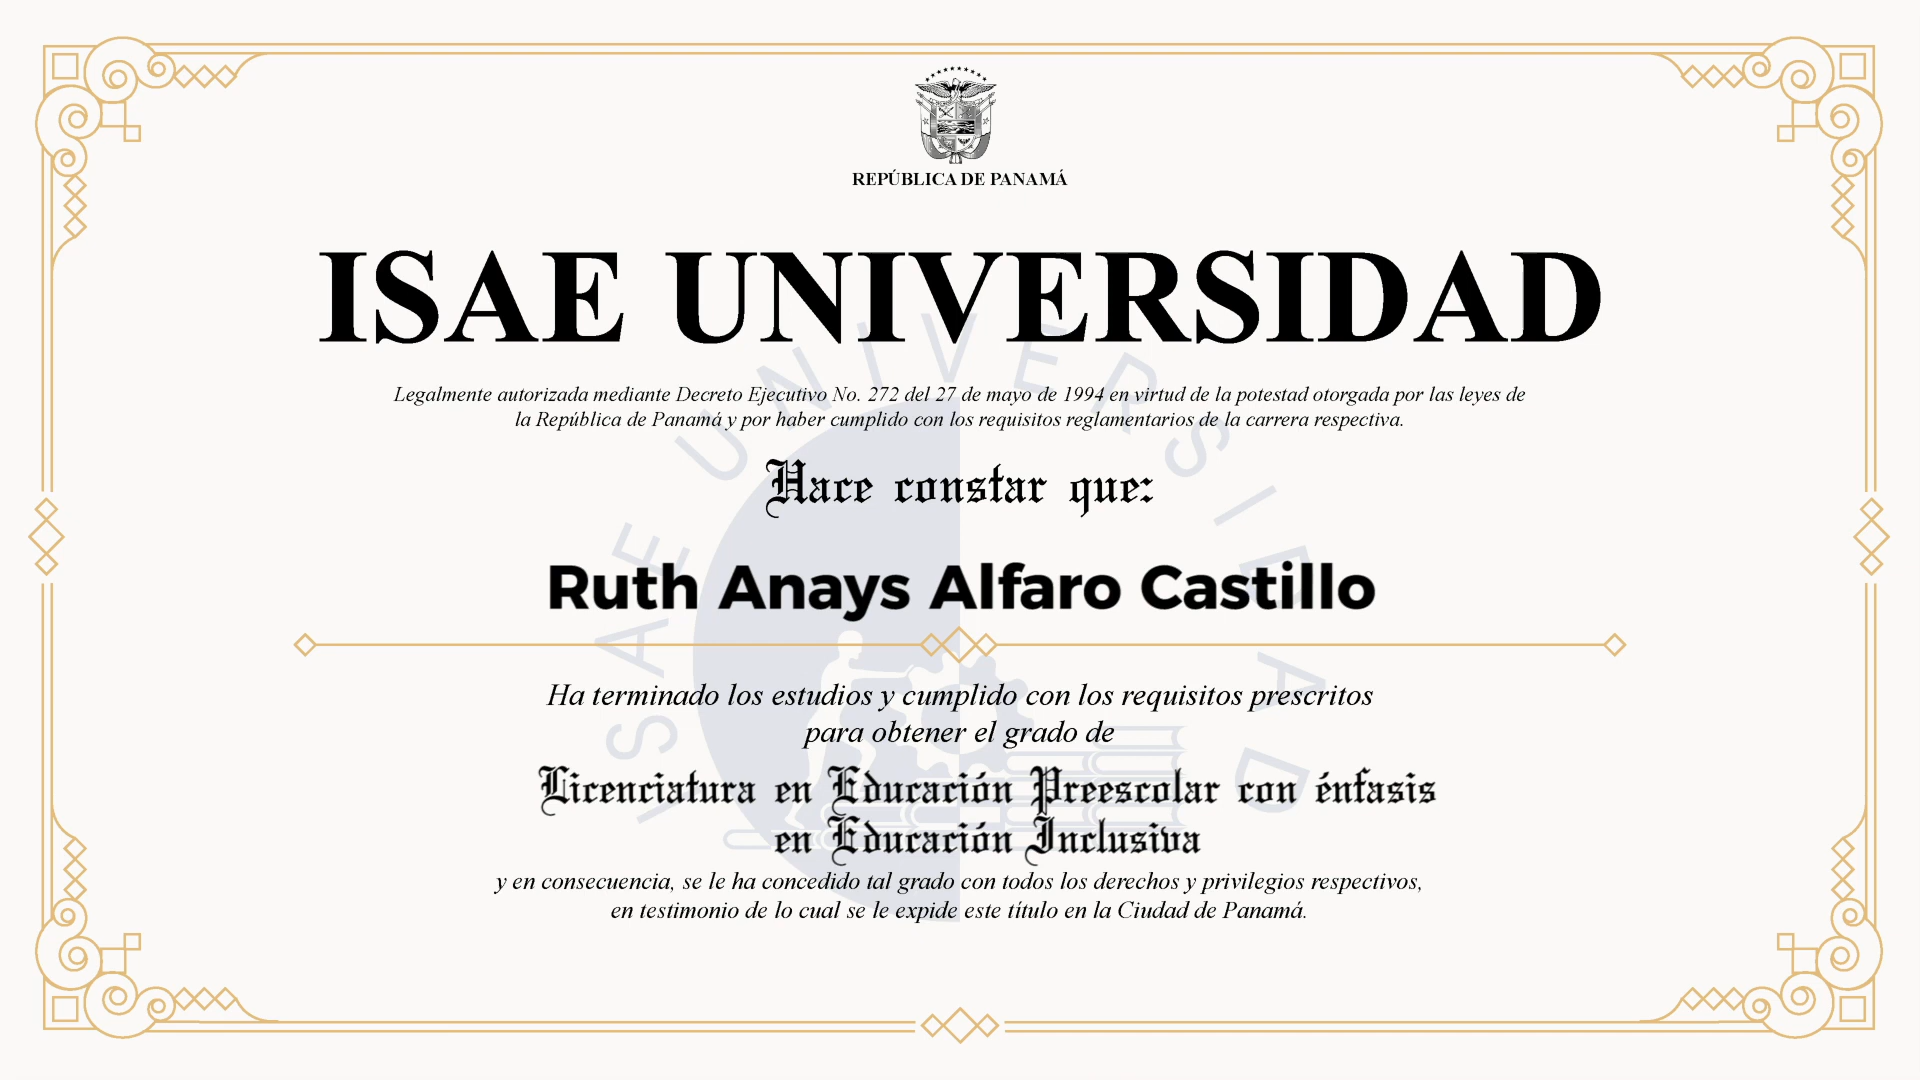 REPÚBLICA DE PANAMÁ
ISAE UNIVERSIDAD
Legalmente autorizada mediante Decreto Ejecutivo No. 272 del 27 de mayo de 1994 en virtud de la potestad otorgada por las leyes de
la República de Panamá y por haber cumplido con los requisitos reglamentarios de la carrera respectiva.
Hace constar que:
Ruth Anays Alfaro Castillo
Ha terminado los estudios y cumplido con los requisitos prescritos
para obtener el grado de
Licenciatura en Educación Preescolar con énfasis
en Educación Inclusiva
y en consecuencia, se le ha concedido tal grado con todos los derechos y privilegios respectivos,
en testimonio de lo cual se le expide este título en la Ciudad de Panamá.
ISAE UNIVERSIDAD